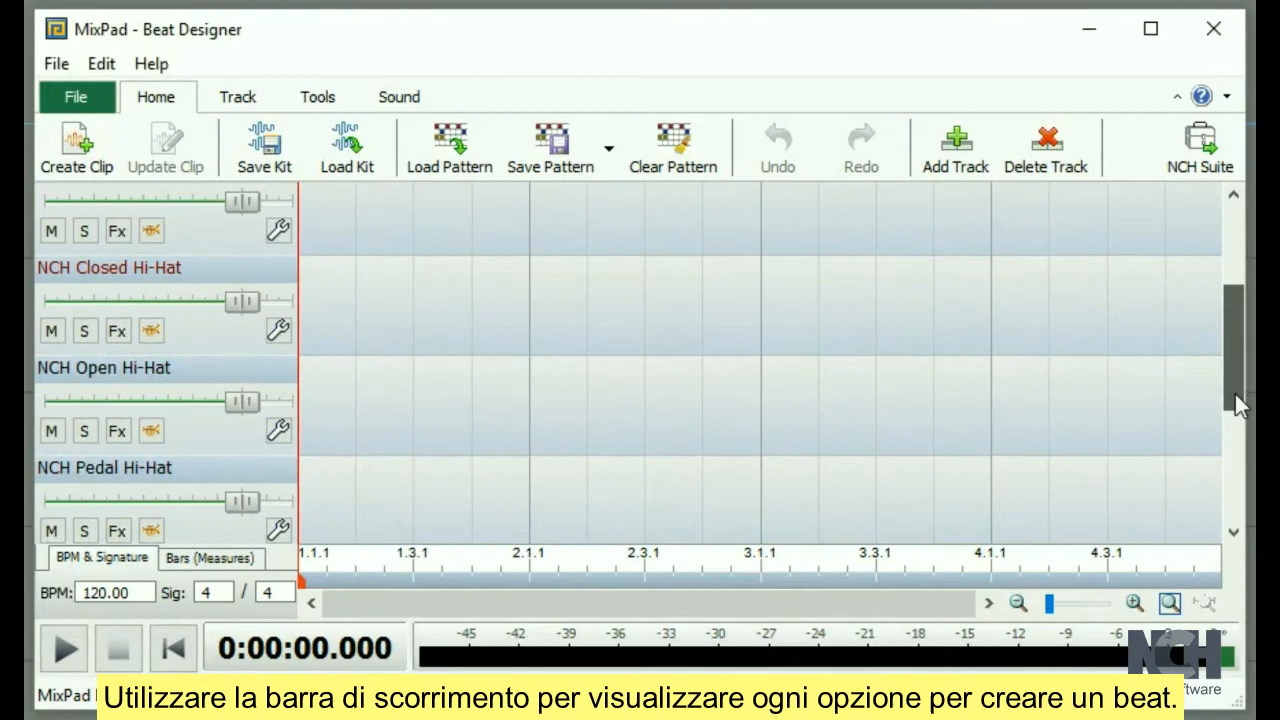 MixPad - Beat Designer
File Edit Help
File Home Track Tools Sound
Create Clip Update Clip Save Kit Load Kit Load Pattern Save Pattern Clear Pattern Undo Redo Add Track Delete Track NCH Suite
M S Fx
NCH Closed Hi-Hat
M S Fx
NCH Open Hi-Hat
M S Fx
NCH Pedal Hi-Hat
M S Fx
1.1.1 1.3.1 2.1.1 2.3.1 3.1.1 3.3.1 4.1.1 4.3.1
BPM & Signature Bars (Measures)
BPM: 120.00 Sig: 4 / 4
-45 -42 -39 -36 -33 -30 -27 -24 -21 -18 -15 -12 -9 -6
0:00:00.000
NCH
MixPad
Utilizzare la barra di scorrimento per visualizzare ogni opzione per creare un beat.